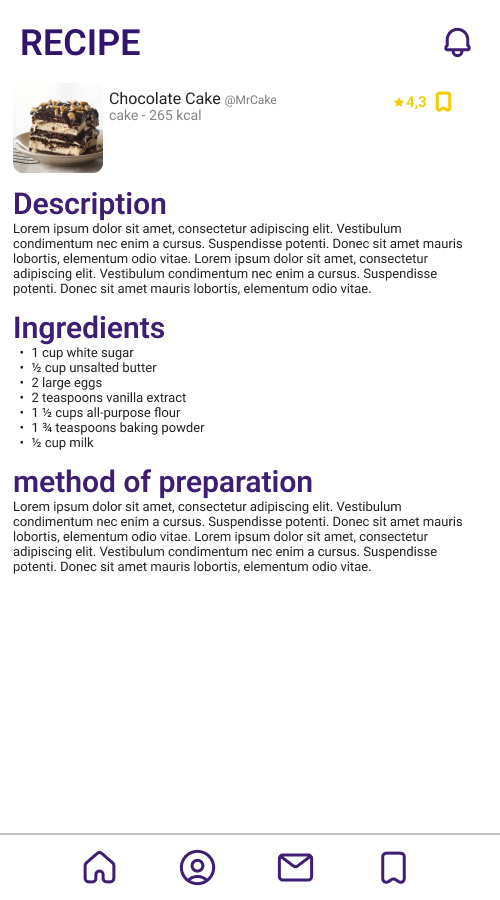 RECIPE
Chocolate Cake @MrCake
cake - 265 kcal
4,3
Description
Lorem ipsum dolor sit amet, consectetur adipiscing elit. Vestibulum
condimentum nec enim a cursus. Suspendisse potenti. Donec sit amet mauris
lobortis, elementum odio vitae. Lorem ipsum dolor sit amet, consectetur
adipiscing elit. Vestibulum condimentum nec enim a cursus. Suspendisse
potenti. Donec sit amet mauris lobortis, elementum odio vitae.
Ingredients
• 1 cup white sugar
• ½ cup unsalted butter
• 2 large eggs
• 2 teaspoons vanilla extract
• 1 ½ cups all-purpose flour
• 1 ¾ teaspoons baking powder
• ½ cup milk
method of preparation
Lorem ipsum dolor sit amet, consectetur adipiscing elit. Vestibulum
condimentum nec enim a cursus. Suspendisse potenti. Donec sit amet mauris
lobortis, elementum odio vitae. Lorem ipsum dolor sit amet, consectetur
adipiscing elit. Vestibulum condimentum nec enim a cursus. Suspendisse
potenti. Donec sit amet mauris lobortis, elementum odio vitae.